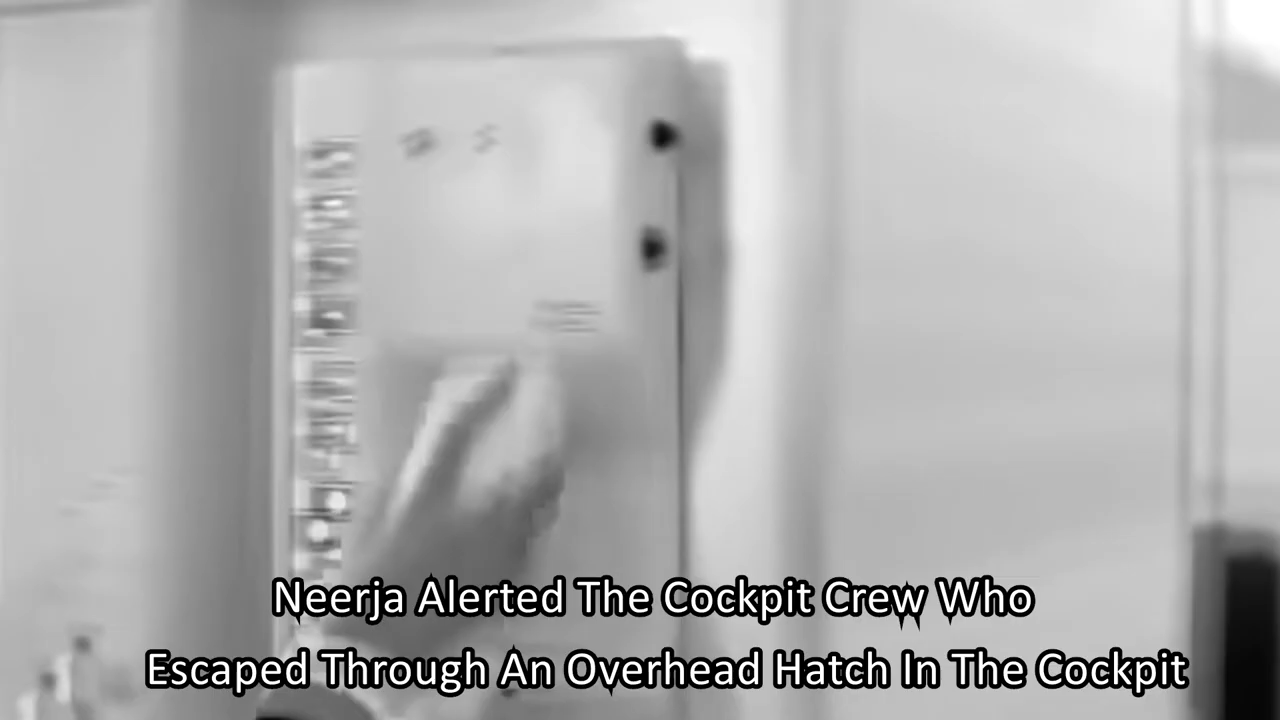 Neerja Alerted The Cockpit Crew Who
Escaped Through An Overhead Hatch In The Cockpit